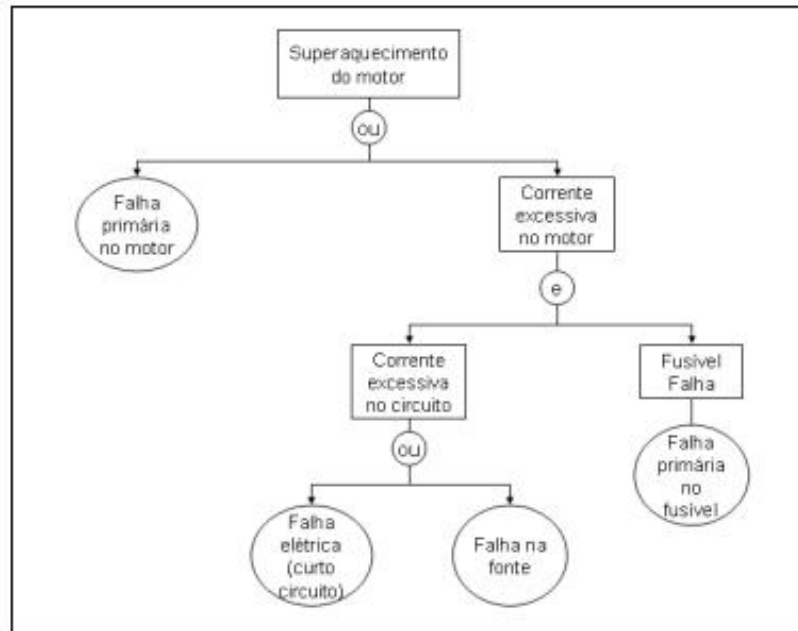 Superaquecimento
do motor
ou
Falha
primária
no motor
Corrente
excessiva
no motor
e
Corrente
excessiva
no circuito
Fusível
Falha
ou
Falha
primária
no
fusível
Falha
elétrica
(curto
circuito)
Falha na
fonte